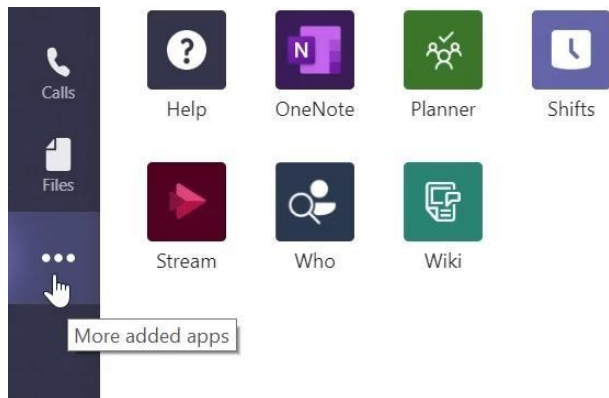 Calls
Files
More added apps
?
N
Help
OneNote
Planner
Shifts
Stream
Who
Wiki